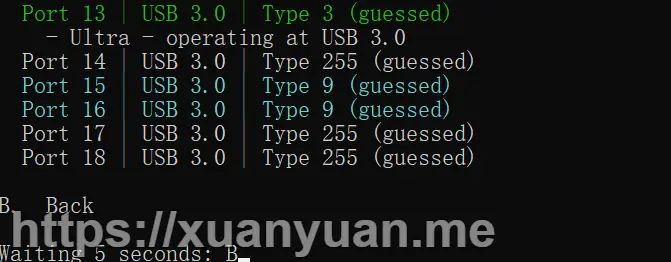 Port 13 | USB 3.0 | Type 3 (guessed)
- Ultra - operating at USB 3.0
Port 14 | USB 3.0 | Type 255 (guessed)
Port 15 | USB 3.0 | Type 9 (guessed)
Port 16 | USB 3.0 | Type 9 (guessed)
Port 17 | USB 3.0 | Type 255 (guessed)
Port 18 | USB 3.0 | Type 255 (guessed)
B. Back
https://xuanyuan.me
Waiting 5 seconds: B